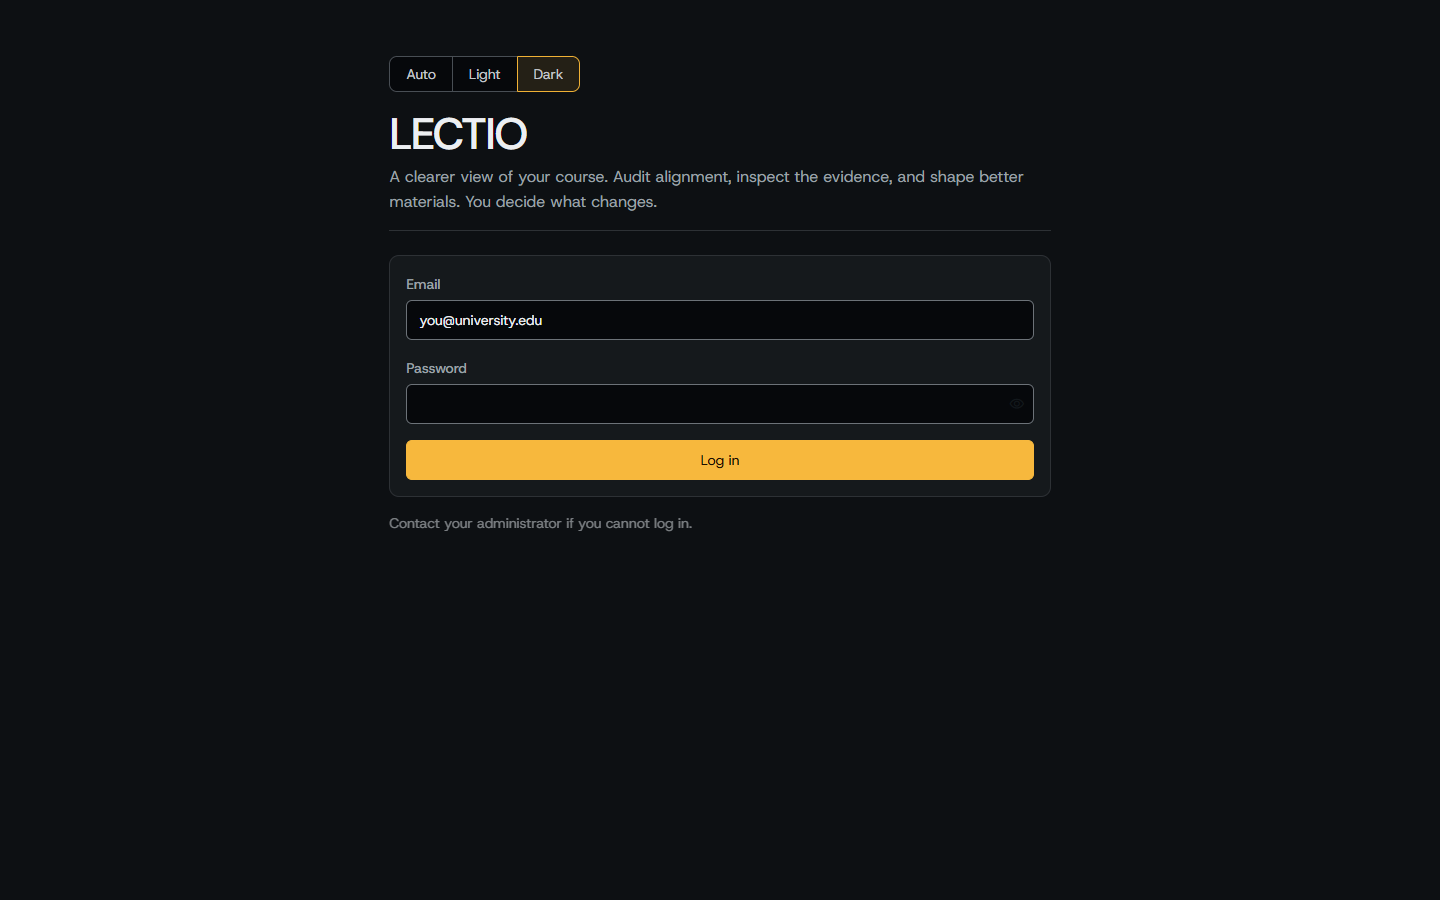 Auto Light Dark
LECTIO
A clearer view of your course. Audit alignment, inspect the evidence, and shape better
materials. You decide what changes.
Email
you@university.edu
Password
Log in
Contact your administrator if you cannot log in.